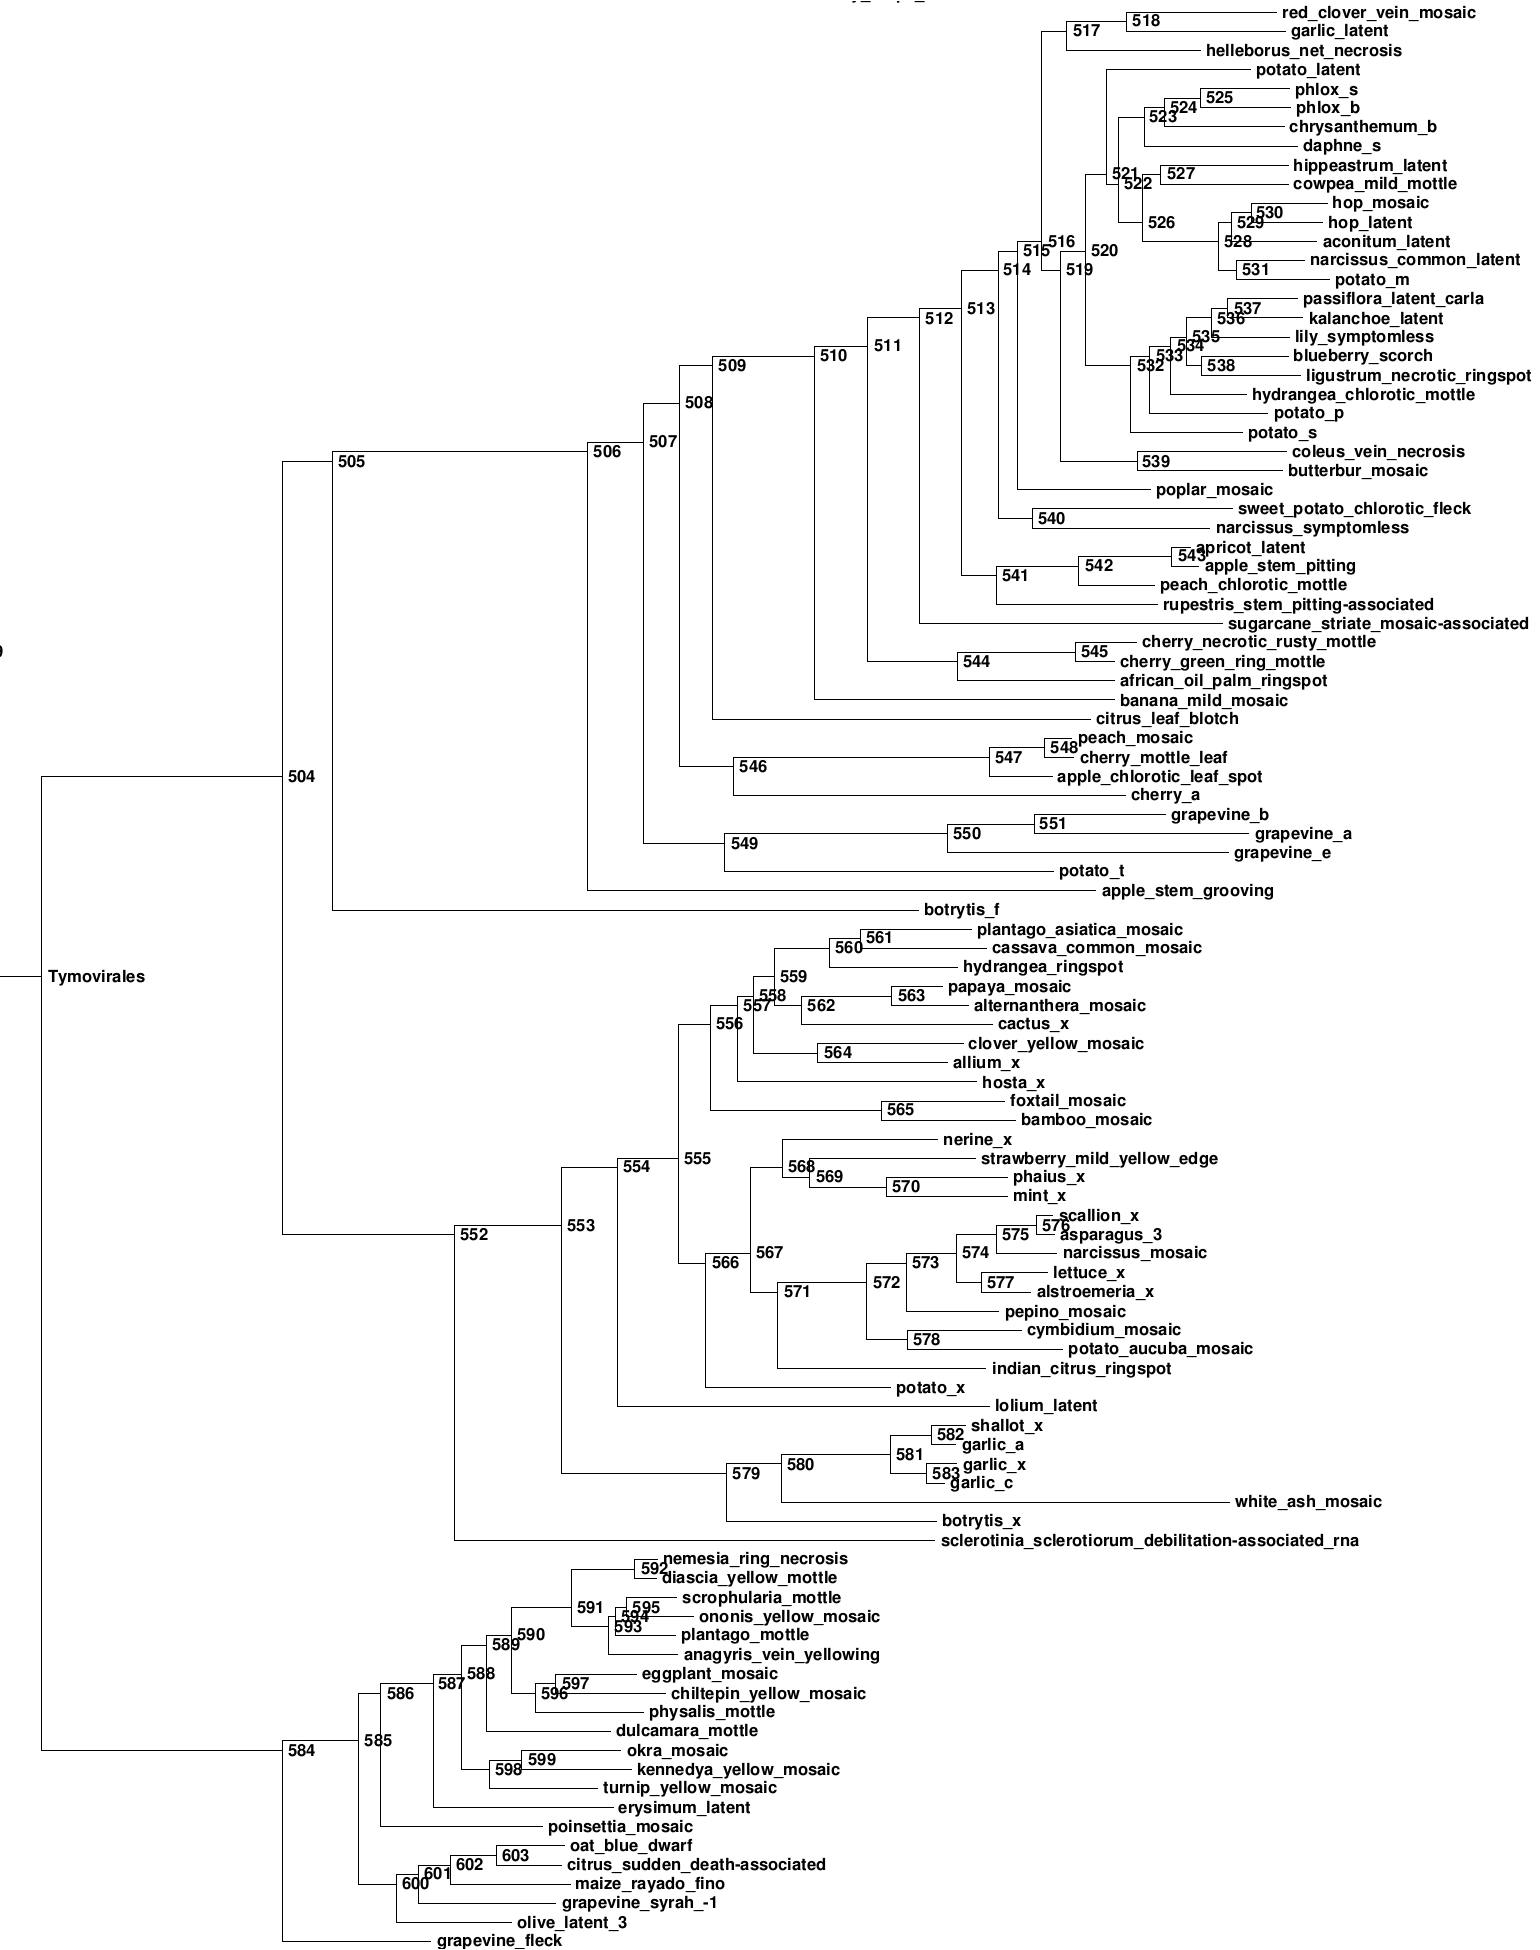 red_clover_vein_mosaic
518
517
garlic_latent
helleborus_net_necrosis
potato_latent
phlox_s
525
524
phlox_b
523
chrysanthemum_b
daphne_s
hippeastrum_latent
521
527
522
cowpea_mild_mottle
hop_mosaic
530
526
529
hop_latent
516
528
aconitum_latent
515
520
narcissus_common_latent
514
519
531
potato_m
passiflora_latent_carla
513
537
512
536
kalanchoe_latent
535
lily_symptomless
511
534
510
533
blueberry_scorch
509
532
538
ligustrum_necrotic_ringspot
hydrangea_chlorotic_mottle
508
potato_p
potato_s
507
506
coleus_vein_necrosis
505
539
butterbur_mosaic
poplar_mosaic
sweet_potato_chlorotic_fleck
540
narcissus_symptomless
apricot_latent
543
542
apple_stem_pitting
541
peach_chlorotic_mottle
rupestris_stem_pitting-associated
sugarcane_striate_mosaic-associated
cherry_necrotic_rusty_mottle
545
544
cherry_green_ring_mottle
african_oil_palm_ringspot
banana_mild_mosaic
citrus_leaf_blotch
peach_mosaic
548
547
cherry_mottle_leaf
546
504
apple_chlorotic_leaf_spot
cherry_a
grapevine_b
551
550
grapevine_a
549
grapevine_e
potato_t
apple_stem_grooving
botrytis_f
plantago_asiatica_mosaic
561
560
cassava_common_mosaic
hydrangea_ringspot
Tymovirales
559
papaya_mosaic
558
563
557
562
alternanthera_mosaic
556
cactus_x
clover_yellow_mosaic
564
allium_x
hosta_x
foxtail_mosaic
565
bamboo_mosaic
nerine_x
555
strawberry_mild_yellow_edge
554
568
569
phaius_x
570
mint_x
scallion_x
553
576
552
575
asparagus_3
567
574
narcissus_mosaic
566
573
lettuce_x
572
577
571
alstroemeria_x
pepino_mosaic
cymbidium_mosaic
578
potato_aucuba_mosaic
indian_citrus_ringspot
potato_x
lolium_latent
shallot_x
582
garlic_a
581
580
garlic_x
579
583
garlic_c
white_ash_mosaic
botrytis_x
sclerotinia_sclerotiorum_debilitation-associated_rna
nemesia_ring_necrosis
592
diascia_yellow_mottle
scrophularia_mottle
591
595
594
ononis_yellow_mosaic
593
590
plantago_mottle
589
anagyris_vein_yellowing
588
eggplant_mosaic
587
597
586
596
chiltepin_yellow_mosaic
physalis_mottle
dulcamara_mottle
585
584
okra_mosaic
599
598
kennedya_yellow_mosaic
turnip_yellow_mosaic
erysimum_latent
poinsettia_mosaic
oat_blue_dwarf
603
602
citrus_sudden_death-associated
601
600
maize_rayado_fino
grapevine_syrah_-1
olive_latent_3
grapevine_fleck